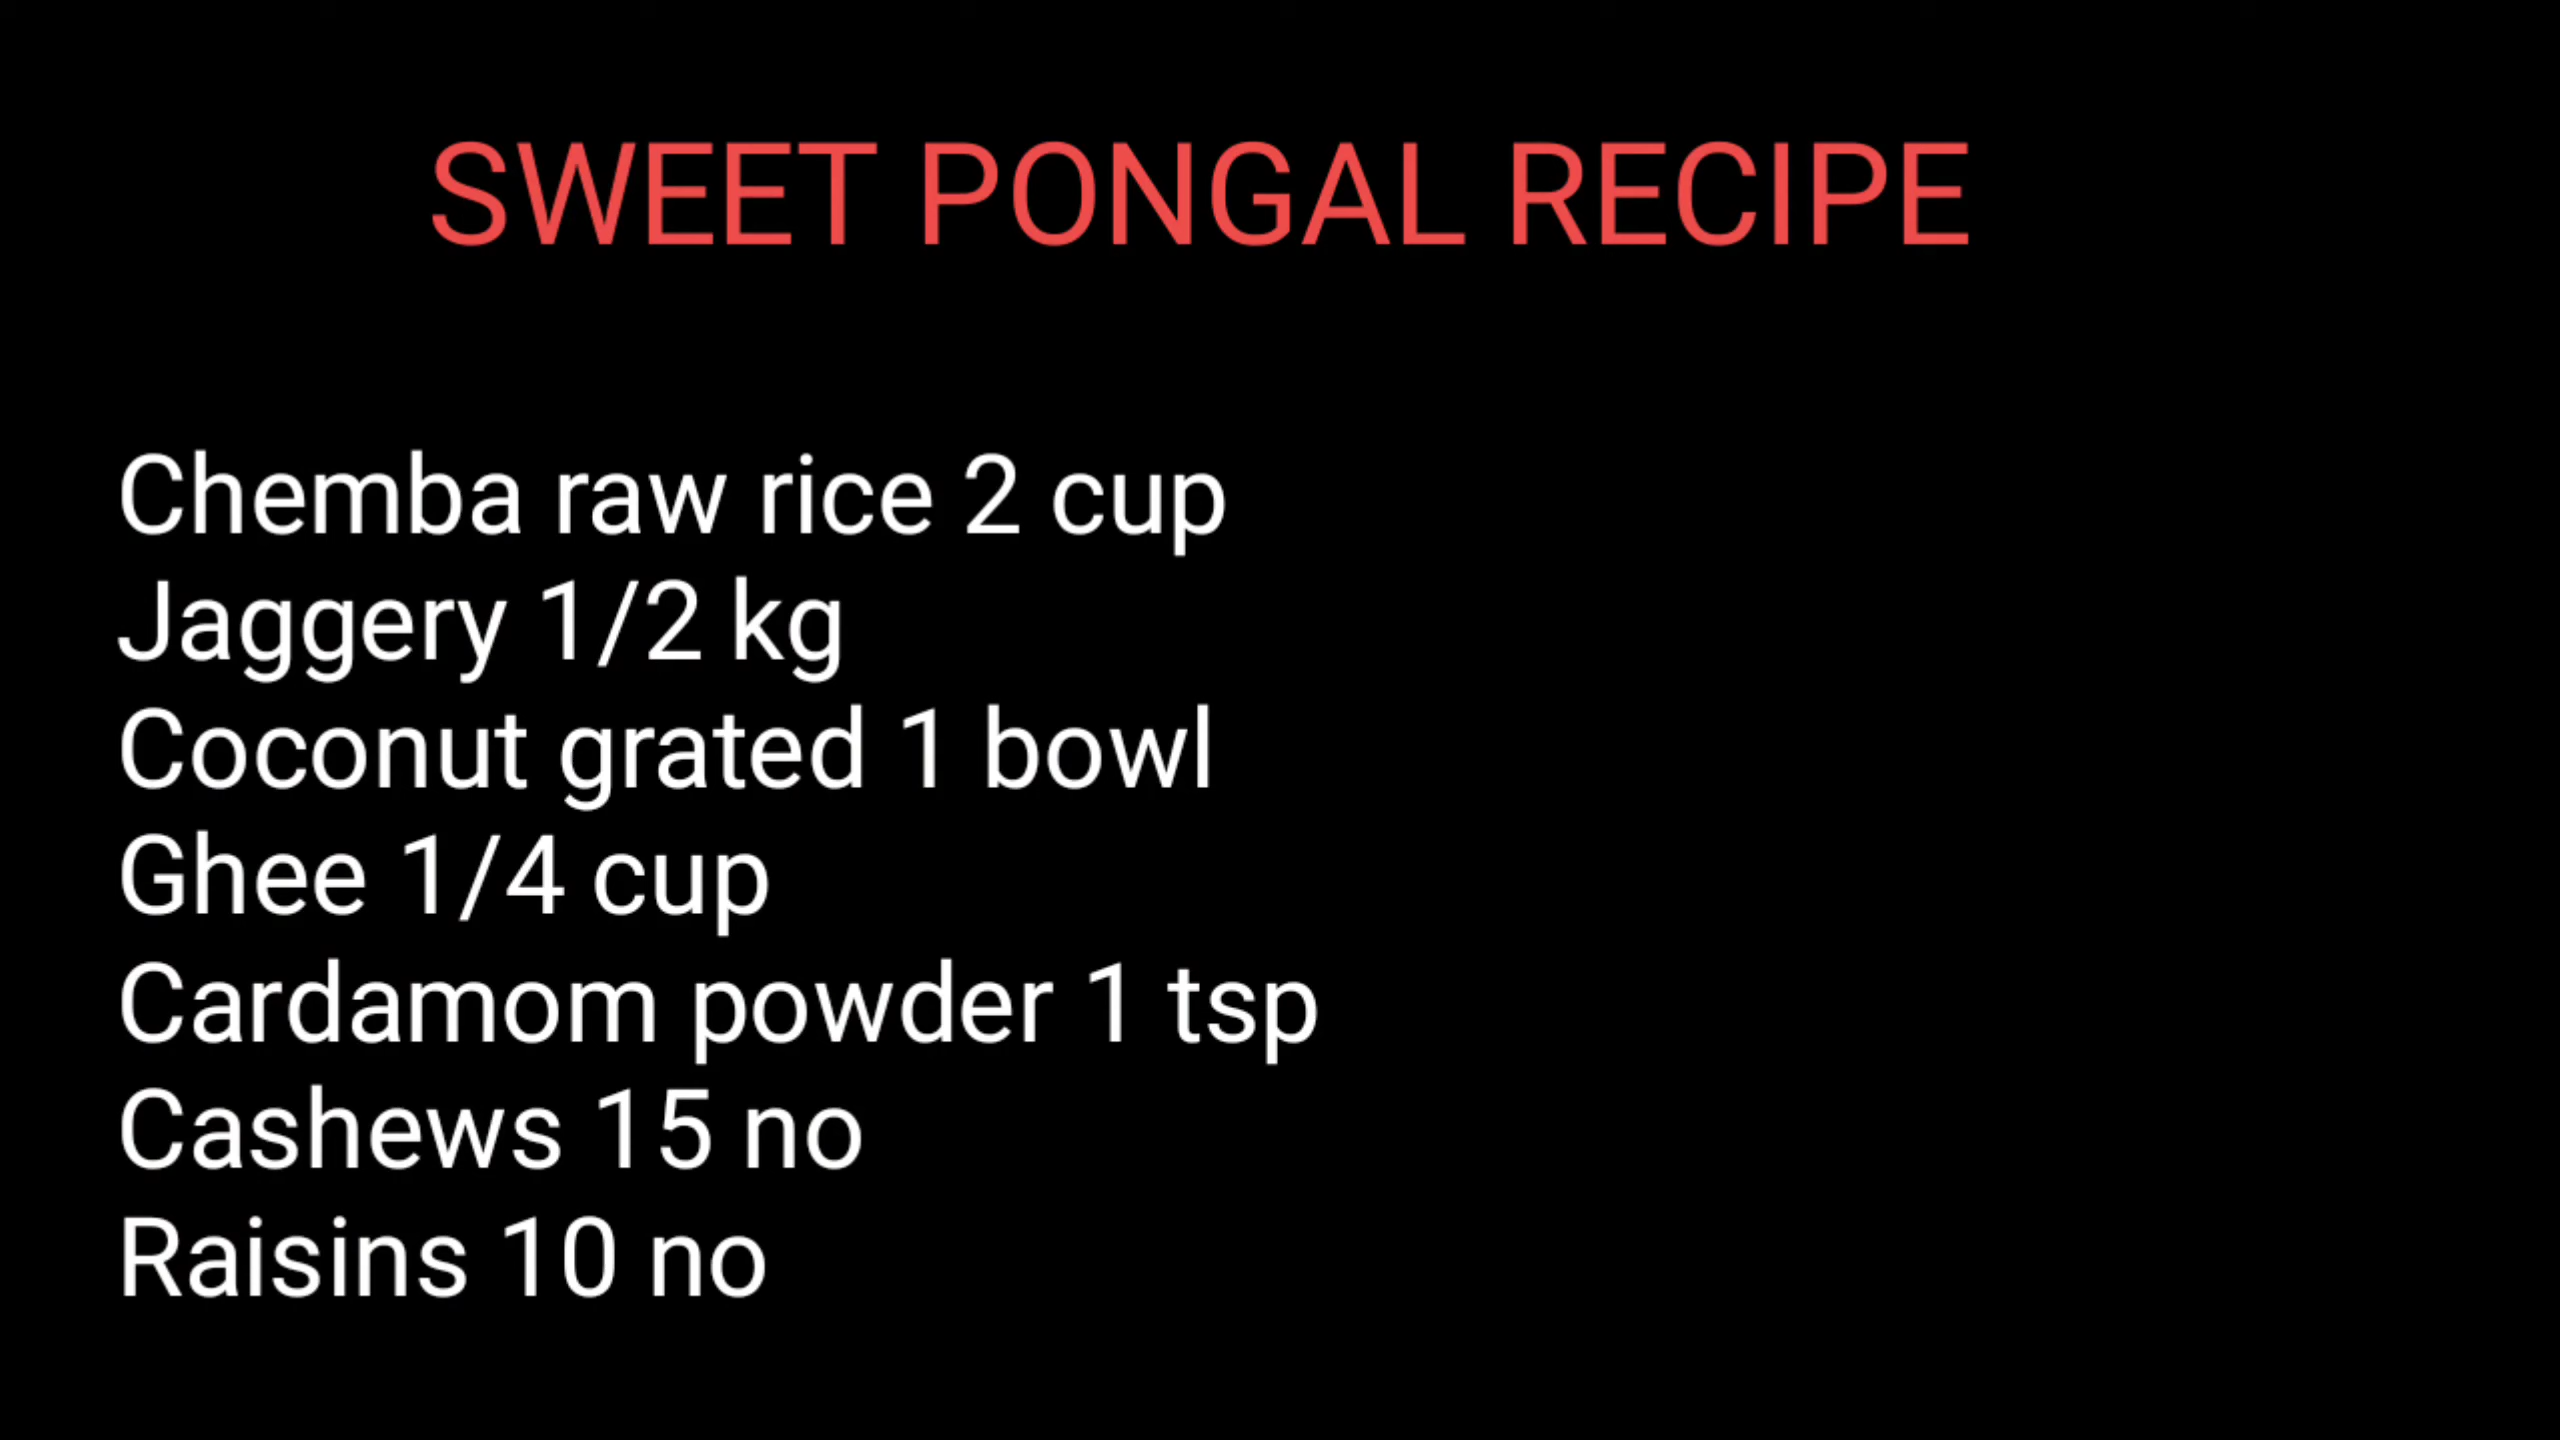 SWEET PONGAL RECIPE
Chemba raw rice 2 cup
Jaggery 1/2 kg
Coconut grated 1 bowl
Ghee 1/4 cup
Cardamom powder 1 tsp
Cashews 15 no
Raisins 10 no